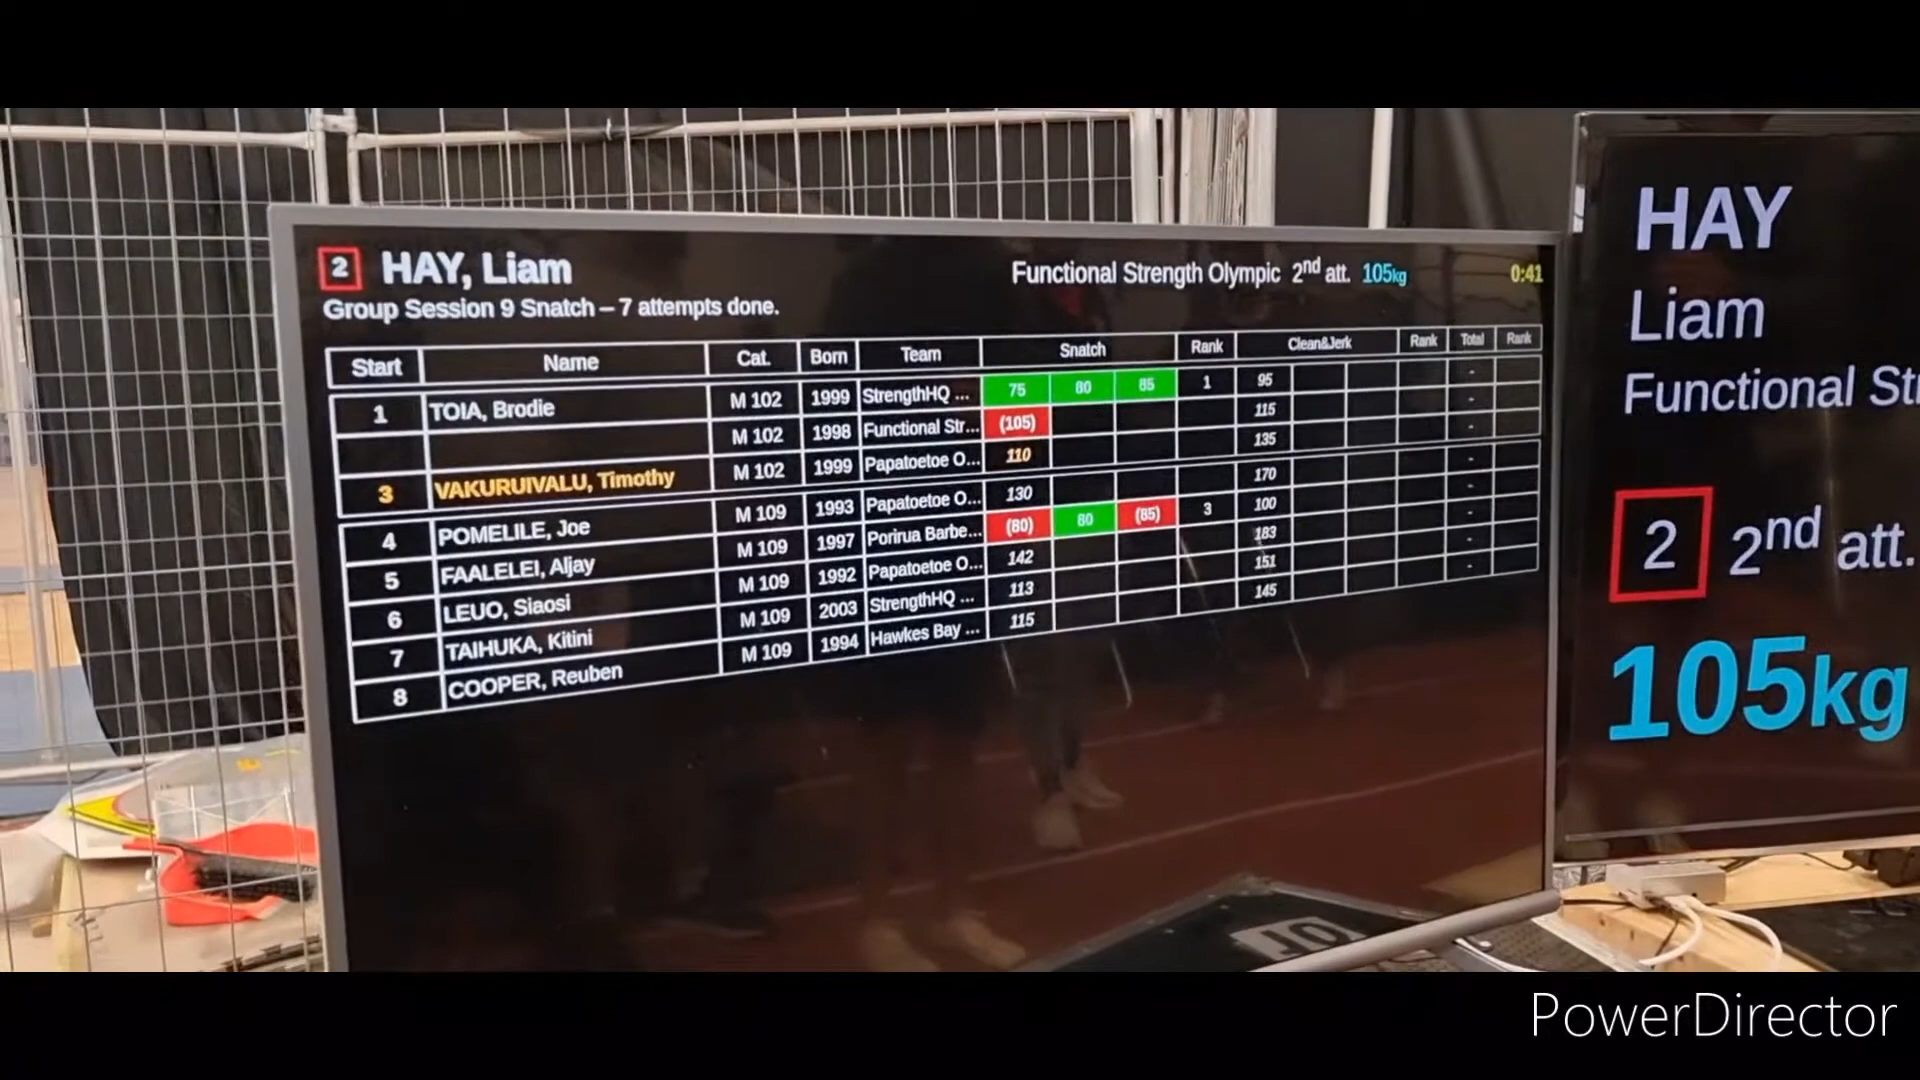 2 HAY, Liam Functional Strength Olympic 2nd att. 105kg 0:41
Group Session 9 Snatch – 7 attempts done.
Start Name Cat. Born Team Snatch Rank Clean&Jerk Rank Total Rank
1 TOIA, Brodie M 102 1999 StrengthHQ ... 75 80 85 1 95 -
M 102 1998 Functional Str... (105) 115 -
3 VAKURUIVALU, Timothy M 102 1999 Papatoetoe O... 110 135 -
4 POMELILE, Joe M 109 1993 Papatoetoe O... 130 170 -
5 FAALELEI, Aljay M 109 1997 Porirua Barbe... (80) 80 (85) 3 100 -
6 LEUO, Siaosi M 109 1992 Papatoetoe O... 142 183 -
7 TAIHUKA, Kitini M 109 2003 StrengthHQ ... 113 151 -
8 COOPER, Reuben M 109 1994 Hawkes Bay ... 115 145 -
HAY
Liam
Functional Str
2 2nd att.
105kg
PowerDirector